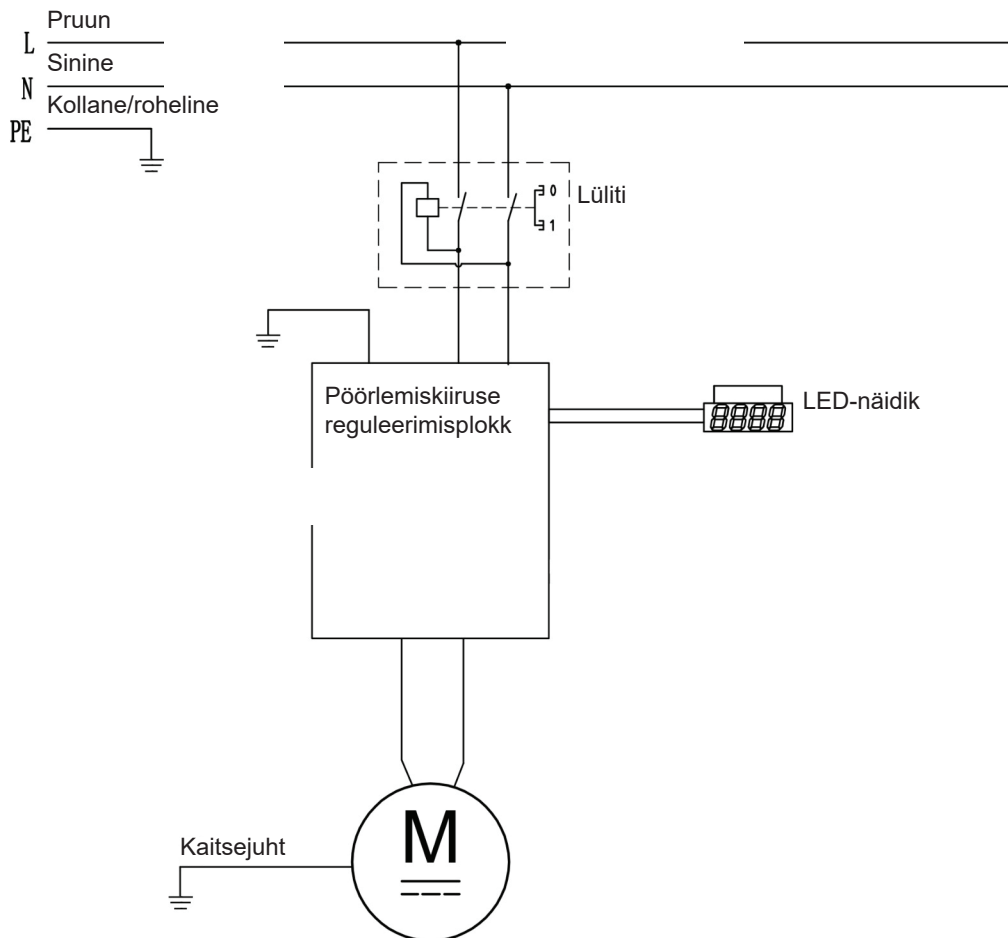 Pruun
L
Sinine
N
Kollane/roheline
PE
0
Lüliti
1
Pöörlemiskiiruse
reguleerimisplokk
LED-näidik
8888
M
Kaitsejuht